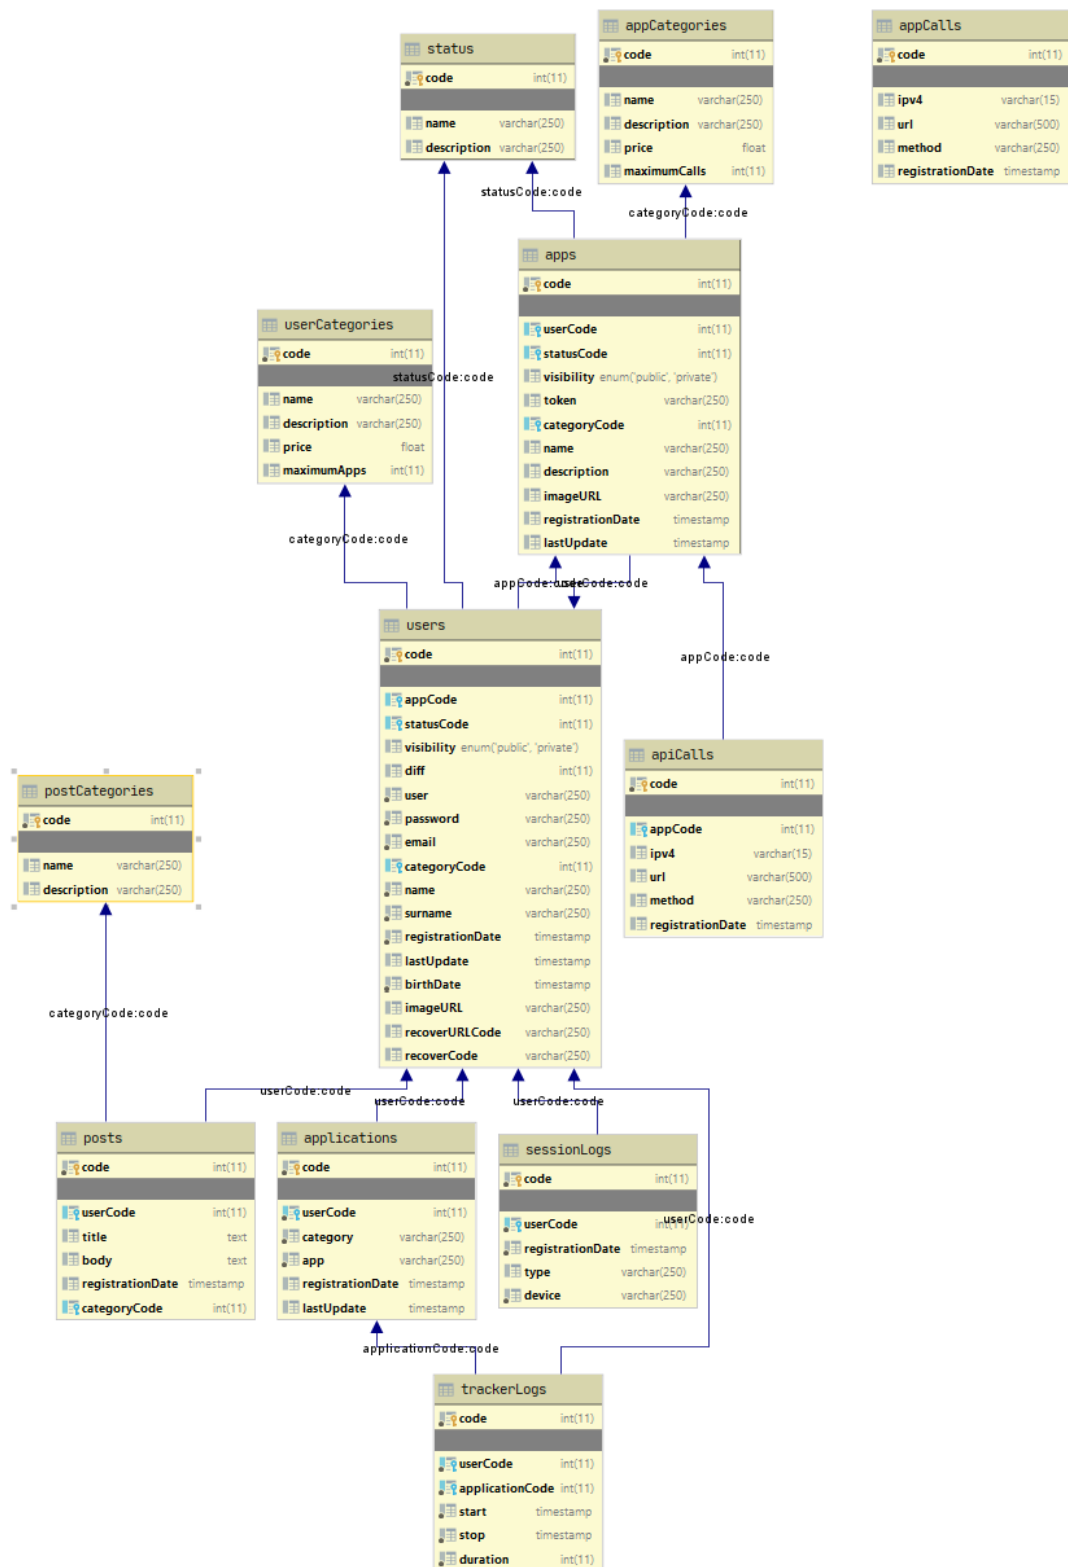 status
code int(11)
name varchar(250)
description varchar(250)
appCategories
code int(11)
name varchar(250)
description varchar(250)
price float
maximumCalls int(11)
appCalls
code int(11)
ipv4 varchar(15)
url varchar(500)
method varchar(250)
registrationDate timestamp
statusCode:code
categoryCode:code
apps
code int(11)
userCode int(11)
statusCode int(11)
visibility enum('public', 'private')
token varchar(250)
categoryCode int(11)
name varchar(250)
description varchar(250)
imageURL varchar(250)
registrationDate timestamp
lastUpdate timestamp
userCategories
code int(11)
name varchar(250)
description varchar(250)
price float
maximumApps int(11)
statusCode:code
categoryCode:code
appCode:code
userCode:code
appCode:code
users
code int(11)
appCode int(11)
statusCode int(11)
visibility enum('public', 'private')
diff int(11)
user varchar(250)
password varchar(250)
email varchar(250)
categoryCode int(11)
name varchar(250)
surname varchar(250)
registrationDate timestamp
lastUpdate timestamp
birthDate timestamp
imageURL varchar(250)
recoverURLCode varchar(250)
recoverCode varchar(250)
apiCalls
code int(11)
appCode int(11)
ipv4 varchar(15)
url varchar(500)
method varchar(250)
registrationDate timestamp
postCategories
code int(11)
name varchar(250)
description varchar(250)
categoryCode:code
userCode:code
userCode:code
userCode:code
posts
code int(11)
userCode int(11)
title text
body text
registrationDate timestamp
categoryCode int(11)
applications
code int(11)
userCode int(11)
category varchar(250)
app varchar(250)
registrationDate timestamp
lastUpdate timestamp
sessionLogs
code int(11)
userCode int(11)
registrationDate timestamp
type varchar(250)
device varchar(250)
userCode:code
applicationCode:code
trackerLogs
code int(11)
userCode int(11)
applicationCode int(11)
start timestamp
stop timestamp
duration int(11)